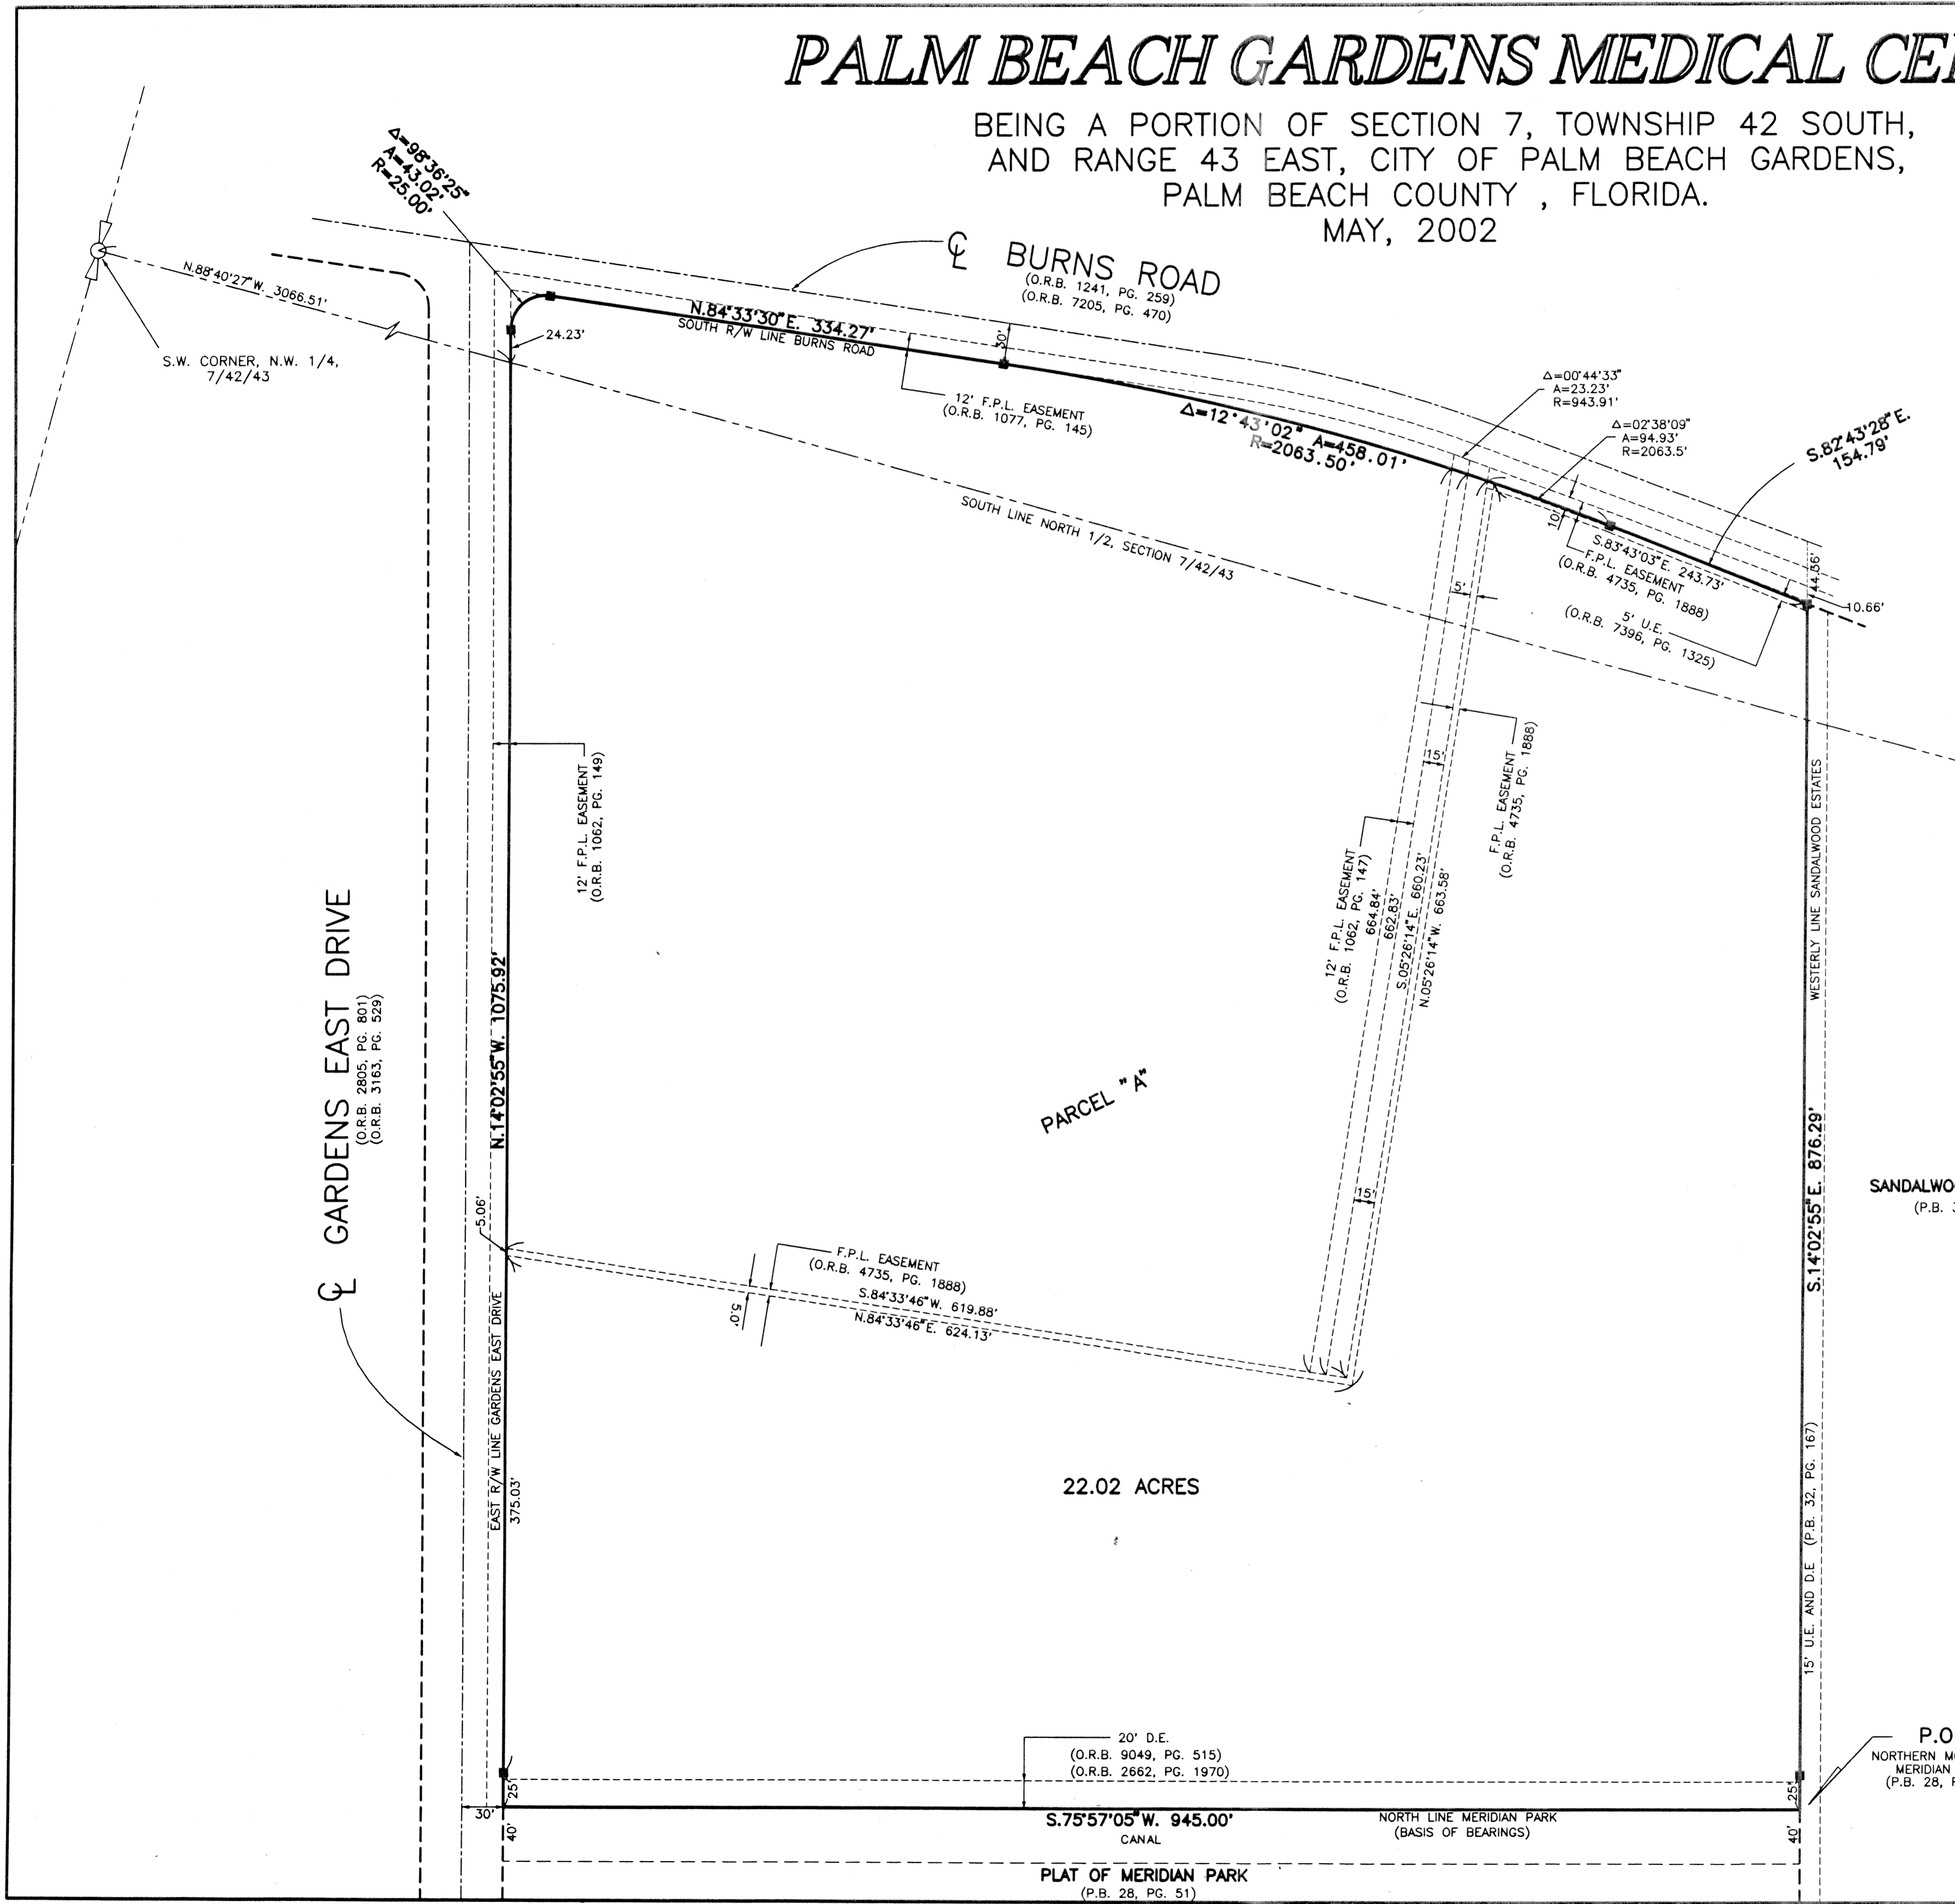 PALM BEACH GARDENS MEDICAL
BEING A PORTION OF SECTION 7, TOWNSHIP 42 SOUTH,
AND RANGE 43 EAST, CITY OF PALM BEACH GARDENS,
PALM BEACH COUNTY , FLORIDA.
MAY, 2002
Δ=98°36'25"
A=43.02'
R=25.00'
℄ BURNS ROAD
(O.R.B. 1241, PG. 259)
(O.R.B. 7205, PG. 470)
N.88°40'27"W. 3066.51'
S.W. CORNER, N.W. 1/4,
7/42/43
24.23'
N.84°33'30"E. 334.27'
SOUTH R/W LINE BURNS ROAD
30'
12' F.P.L. EASEMENT
(O.R.B. 1077, PG. 145)
Δ=12°43'02" A=458.01'
R=2063.50'
Δ=00°44'33"
A=23.23'
R=943.91'
Δ=02°38'09"
A=94.93'
R=2063.5'
S.82°43'28"E.
154.79'
SOUTH LINE NORTH 1/2, SECTION 7/42/43
10'
S.83°43'03"E. 243.73'
F.P.L. EASEMENT
(O.R.B. 4735, PG. 1888)
5' U.E.
(O.R.B. 7396, PG. 1325)
44.66'
10.66'
5'
15'
12' F.P.L. EASEMENT
(O.R.B. 1062, PG. 149)
F.P.L. EASEMENT
(O.R.B. 4735, PG. 1888)
12' F.P.L. EASEMENT
(O.R.B. 1062, PG. 147)
664.84'
662.83'
S.05°26'14"E. 660.23'
N.05°26'14"W. 663.58'
15'
WESTERLY LINE SANDALWOOD ESTATES
℄ GARDENS EAST DRIVE
(O.R.B. 2805, PG. 801)
(O.R.B. 3163, PG. 529)
N.14°02'55"W. 1075.92'
PARCEL "A"
S.14°02'55"E. 876.29'
5.06'
F.P.L. EASEMENT
(O.R.B. 4735, PG. 1888)
S.84°33'46"W. 619.88'
N.84°33'46"E. 624.13'
5.0'
EAST R/W LINE GARDENS EAST DRIVE
375.03'
22.02 ACRES
15' U.E. AND D.E (P.B. 32, PG. 167)
20' D.E.
(O.R.B. 9049, PG. 515)
(O.R.B. 2662, PG. 1970)
NORTHERN
MERIDIAN
(P.B. 28,
25'
30'
40'
25'
40'
S.75°57'05"W. 945.00'
CANAL
NORTH LINE MERIDIAN PARK
(BASIS OF BEARINGS)
PLAT OF MERIDIAN PARK
(P.B. 28, PG. 51)